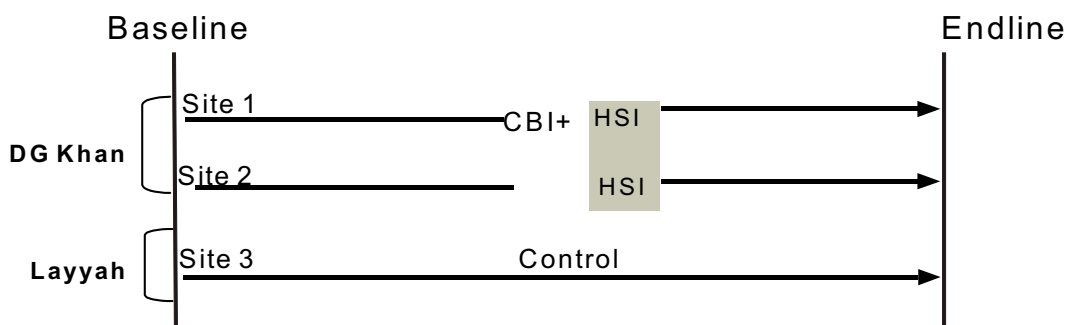 Baseline
Endline
Site 1
CBI+
HSI
DG Khan
Site 2
HSI
Layyah
Site 3
Control